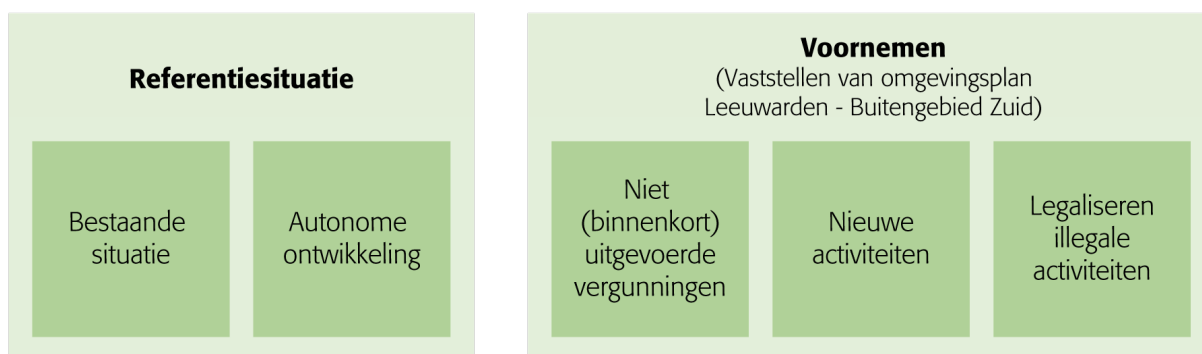 Referentiesituatie
Bestaande
situatie
Autonome
ontwikkeling
Voornemen
(Vaststellen van omgevingsplan
Leeuwarden - Buitengebied Zuid)
Niet
(binnenkort)
uitgevoerde
vergunningen
Nieuwe
activiteiten
Legaliseren
illegale
activiteiten